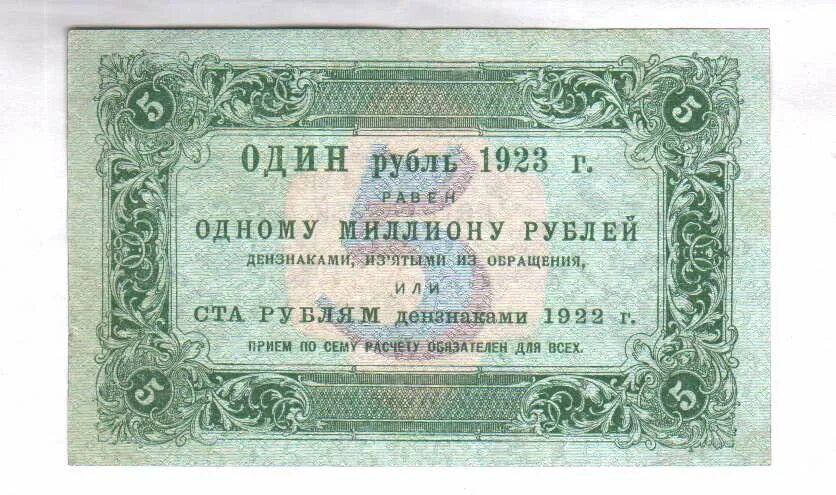 5 5
ОДИН рубль 1923 г.
РАВЕН
ОДНОМУ МИЛЛИОНУ РУБЛЕЙ
ДЕНЗНАКАМИ, ИЗ'ЯТЫМИ ИЗ ОБРАЩЕНИЯ,
ИЛИ
СТА РУБЛЯМ дензнаками 1922 г.
ПРИЕМ ПО СЕМУ РАСЧЕТУ ОБЯЗАТЕЛЕН ДЛЯ ВСЕХ.
5 5
5